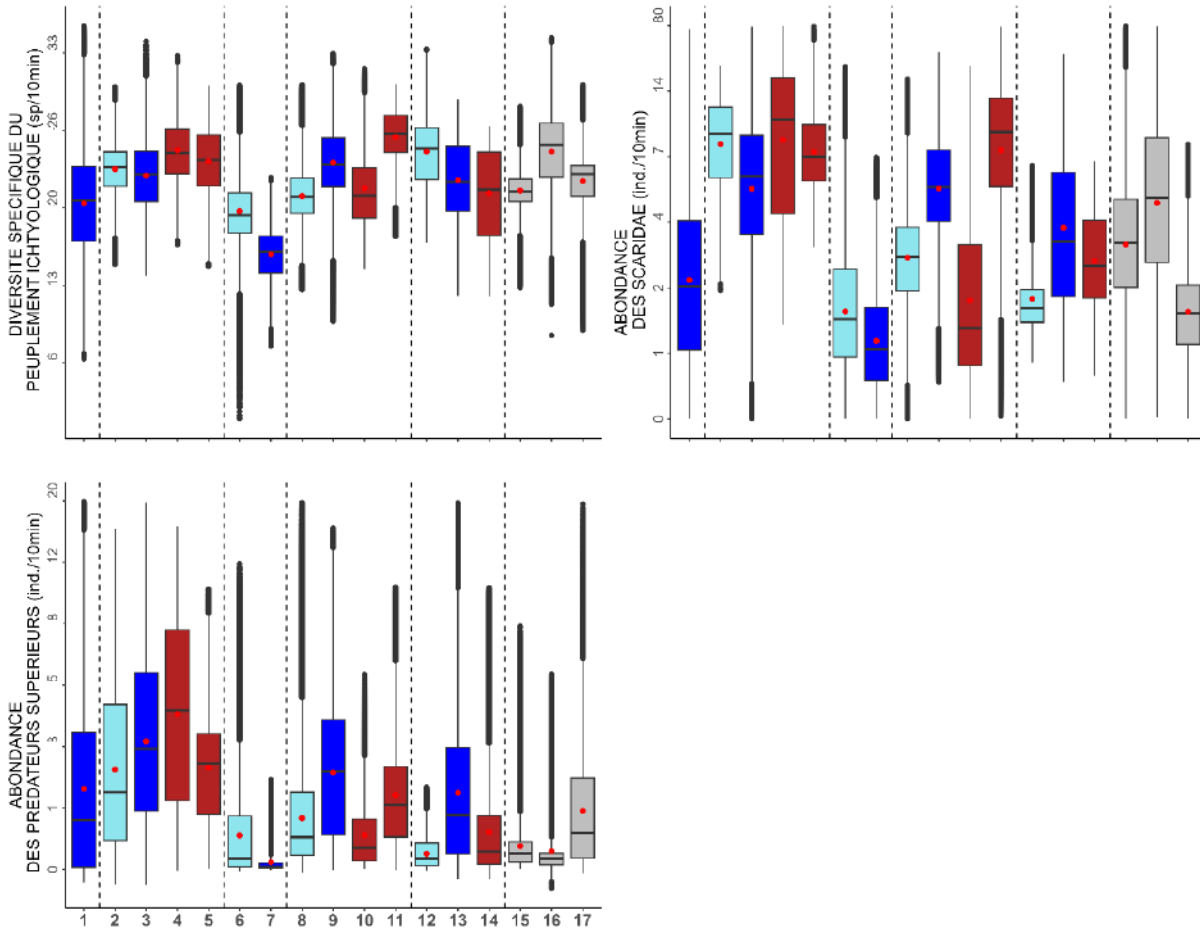 DIVERSITE SPECIFIQUE DU
PEUPLEMENT ICHTYOLOGIQUE (sp/10min)
33
26
20
13
6
ABONDANCE
DES SCARIDAE (ind./10min)
80
14
7
4
2
1
0
ABONDANCE
DES PREDATEURS SUPERIEURS (ind./10min)
20
12
8
5
3
1
0
1 2 3 4 5 6 7 8 9 10 11 12 13 14 15 16 17